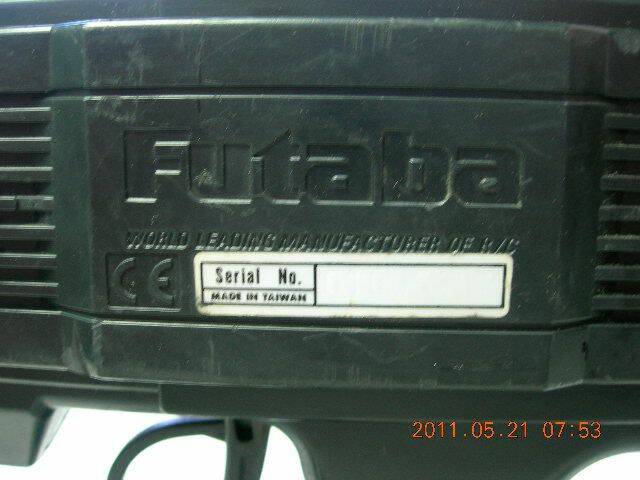 Futaba
WORLD LEADING MANUFACTURER OF R/C
CE
Serial No.
MADE IN TAIWAN
2011.05.21 07:53